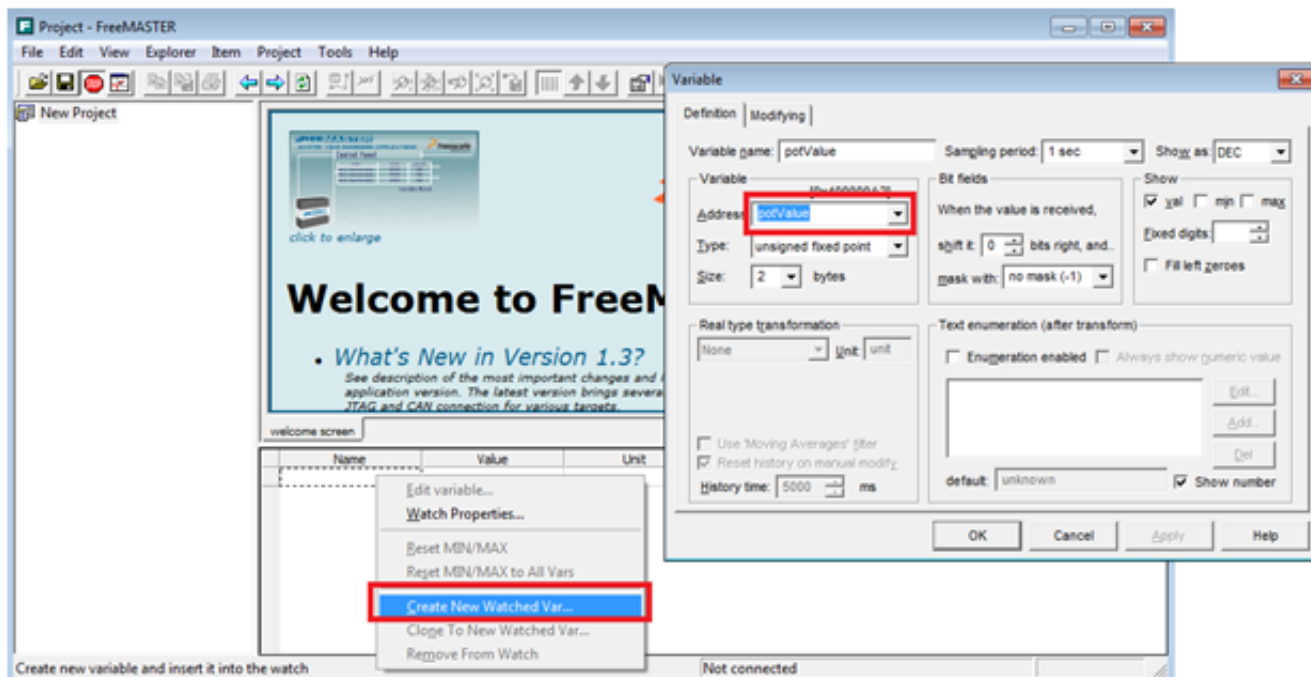 Project - FreeMASTER
File Edit View Explorer Item Project Tools Help
New Project
click to enlarge
Welcome to FreeM
What's New in Version 1.3?
See description of the most important changes and
application version. The latest version brings severa
JTAG and CAN connection for various targets.
welcome screen
Name Value Unit
Edit variable...
Watch Properties...
Reset MIN/MAX
Reset MIN/MAX to All Vars
Create New Watched Var...
Clone To New Watched Var...
Remove From Watch
Create new variable and insert it into the watch
Not connected
Variable
Definition Modifying
Variable name: potValue Sampling period: 1 sec Show as: DEC
Variable
Addres potValue
Type: unsigned fixed point
Size: 2 bytes
Bit fields
When the value is received,
shift it: 0 bits right, and..
mask with: no mask (-1)
Show
val min max
Fixed digits:
Fill left zeroes
Real type transformation
None Unit: unit
Use 'Moving Averages' filter
Reset history on manual modify
History time: 5000 ms
Text enumeration (after transform)
Enumeration enabled Always show numeric value
Edit..
Add..
Del
default: unknown Show number
OK Cancel Apply Help